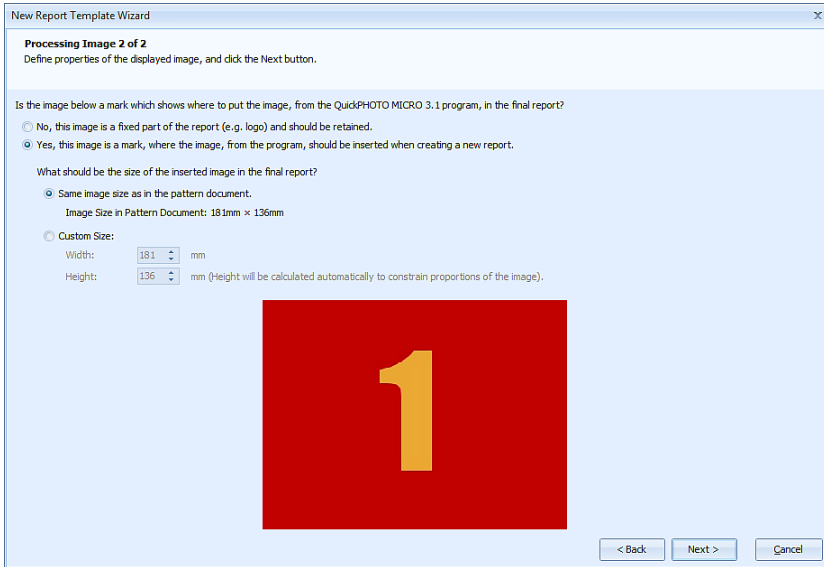 New Report Template Wizard X
Processing Image 2 of 2
Define properties of the displayed image, and click the Next button.
Is the image below a mark which shows where to put the image, from the QuickPHOTO MICRO 3.1 program, in the final report?
No, this image is a fixed part of the report (e.g. logo) and should be retained.
Yes, this image is a mark, where the image, from the program, should be inserted when creating a new report.
What should be the size of the inserted image in the final report?
Same image size as in the pattern document.
Image Size in Pattern Document: 181mm × 136mm
Custom Size:
Width: 181 mm
Height: 136 mm (Height will be calculated automatically to constrain proportions of the image).
1
< Back Next > Cancel